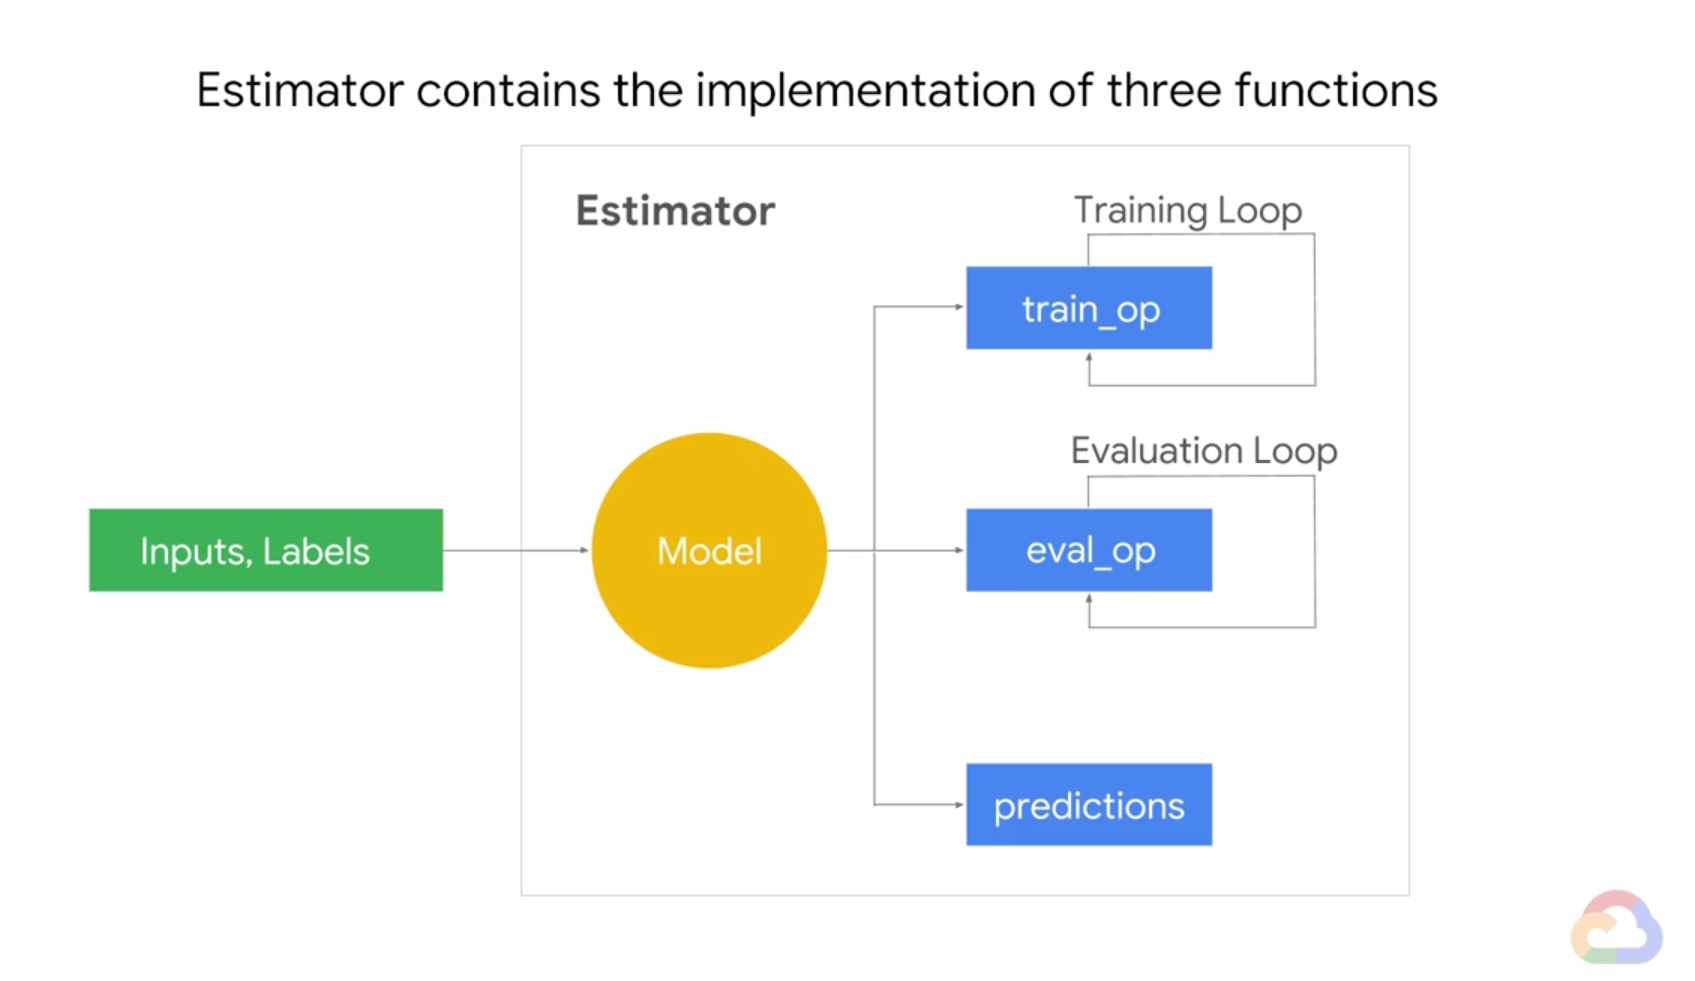 Estimator contains the implementation of three functions
Estimator
Training Loop
train_op
Evaluation Loop
Inputs, Labels
Model
eval_op
predictions